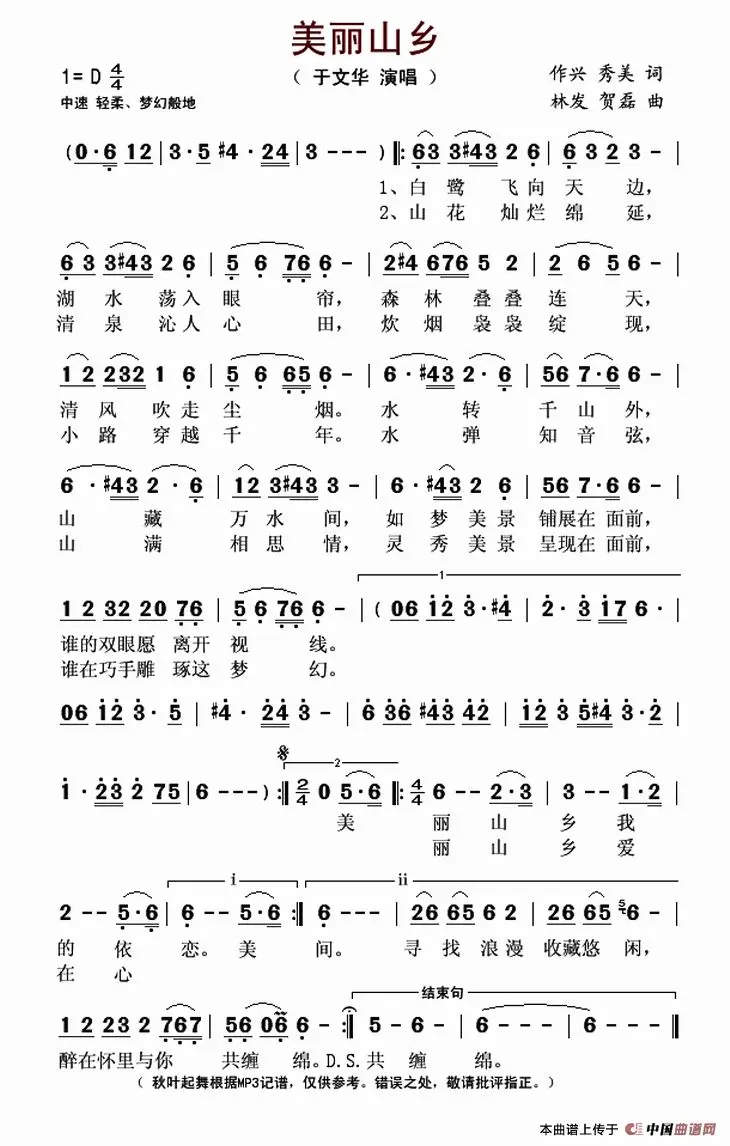 美丽山乡
1=D 4/4
（ 于文华 演唱 ）
作兴 秀美 词
中速 轻柔、梦幻般地
林发 贺磊 曲
(0·6 12 | 3·5 #4·24 | 3 - - - ) |: 63 3#43 2 6 | 6 3 2 3 - |
1、白鹭 飞向天 边，
2、山花 灿烂绵 延，
6 3 3#43 2 6 | 5 6 76 6 - | 2#4 676 5 2 | 2 6 56 - |
湖水荡入眼 帘， 森林叠叠连 天，
清泉沁人心 田， 炊烟袅袅绽 现，
1 2 232 1 6 | 5 6 65 6 - | 6·#43 2·6 | 56 7·6 6 - |
清风吹走尘 烟。水 转 千山外，
小路穿越千 年。水 弹 知音弦，
6·#43 2·6 | 12 3#43 3 - | 6·#43 2 6 | 56 7·6 6 - |
山 藏 万水间， 如梦美景 铺展在面前，
山 满 相思情， 灵秀美景 呈现在面前，
1
1 2 32 20 76 | 5 6 76 6 - | ( 06 12 3·#4 | 2·3 17 6· |
谁的双眼愿 离开视 线。
谁在巧手雕 琢这梦 幻。
06 12 3·5 | #4·24 3 - | 6 36 #43 42 | 123 5#4 3·2 |
2
1·23 2 75 | 6 - - - ) :| 2/4 0 5·6 |: 4/4 6 - - 2·3 | 3 - - 1·2 |
美 丽 山 乡 我
丽 山 乡 爱
i ii
2 - - 5·6 | 6 - - 5·6 :| 6 - - - | 26 65 6 2 | 26 65 6 - |
的 依 恋。美 间。 寻找浪漫 收藏悠闲，
在 心
结束句
1 2 23 2 767 | 56 06 6 - :| 5 - 6 - | 6 - - - | 6 - - - |
醉在怀里与你 共缠 绵。D.S.共 缠 绵。
（ 秋叶起舞根据MP3记谱，仅供参考。错误之处，敬请批评指正。）
本曲谱上传于 中国曲谱网